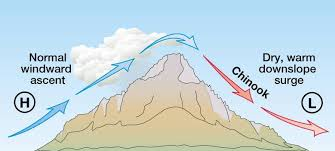 Normal
windward
ascent
H
Dry, warm
downslope
surge
Chinook
L